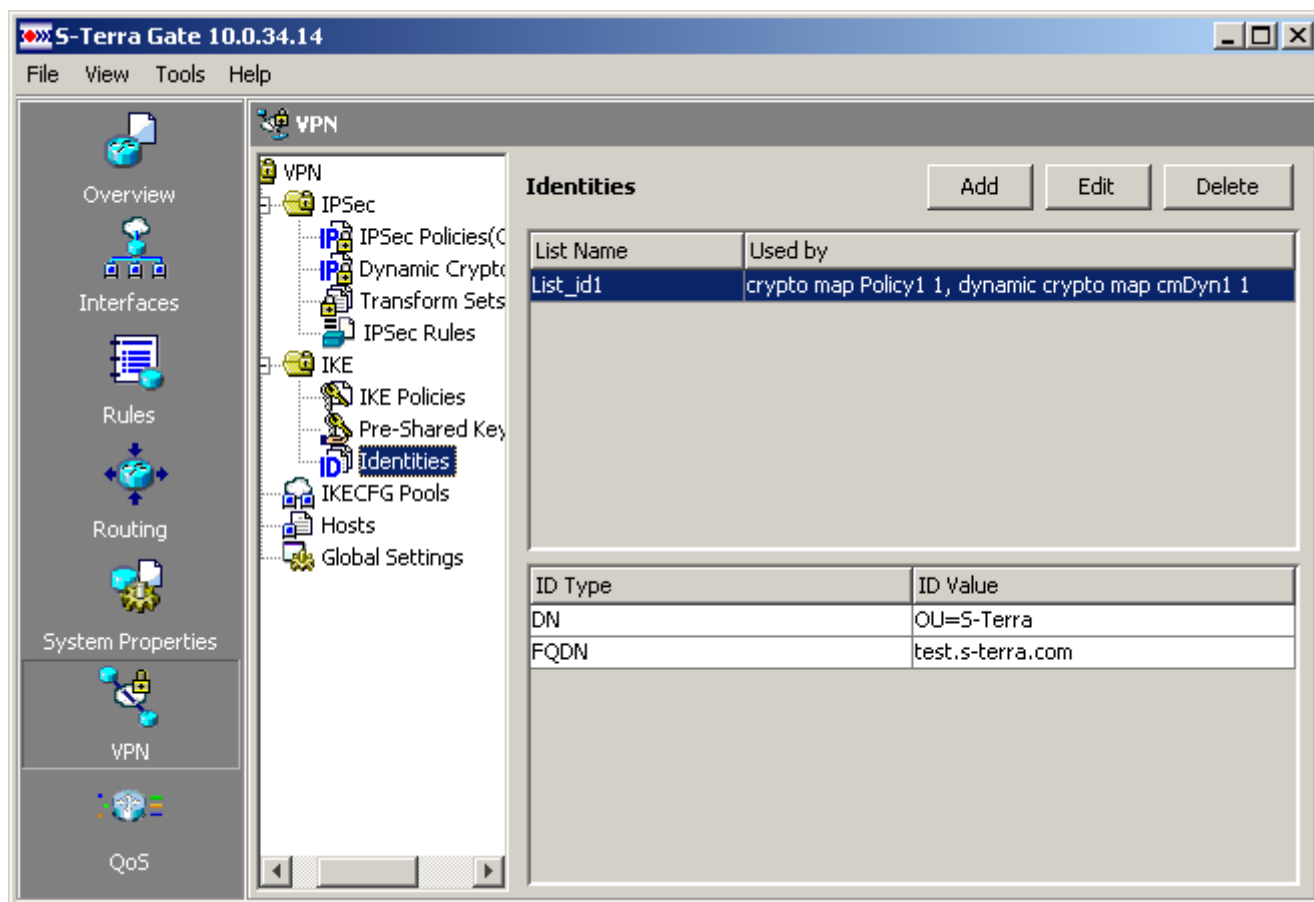 S-Terra Gate 10.0.34.14
File View Tools Help
Overview
Interfaces
Rules
Routing
System Properties
VPN
QoS
VPN
VPN
IPSec
IPSec Policies(C
Dynamic Crypto
Transform Sets
IPSec Rules
IKE
IKE Policies
Pre-Shared Key
Identities
IKECFG Pools
Hosts
Global Settings
Identities Add Edit Delete
List Name Used by
List_id1 crypto map Policy1 1, dynamic crypto map cmDyn1 1
ID Type ID Value
DN OU=S-Terra
FQDN test.s-terra.com